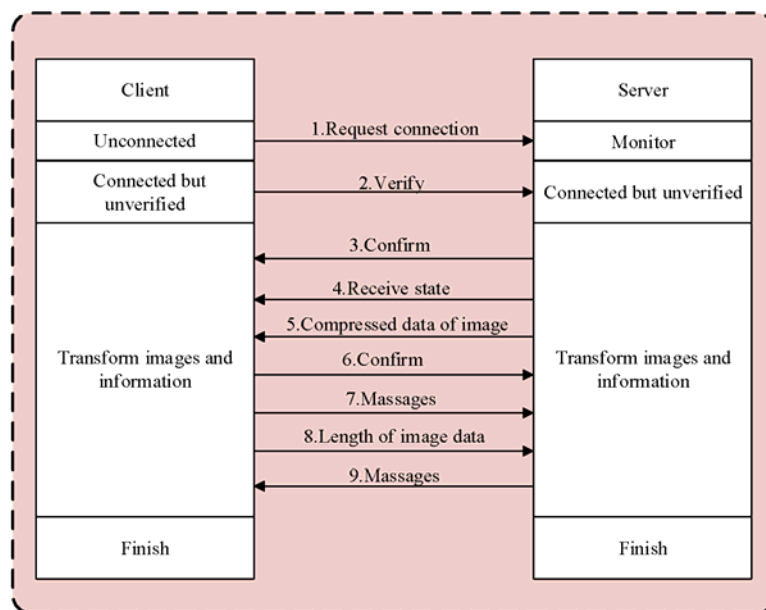 Client
Server
Unconnected
1.Request connection
Monitor
Connected but
unverified
2.Verify
Connected but unverified
3.Confirm
4.Receive state
5.Compressed data of image
Transform images and
information
6.Confirm
Transform images and
information
7.Massages
8.Length of image data
9.Massages
Finish
Finish